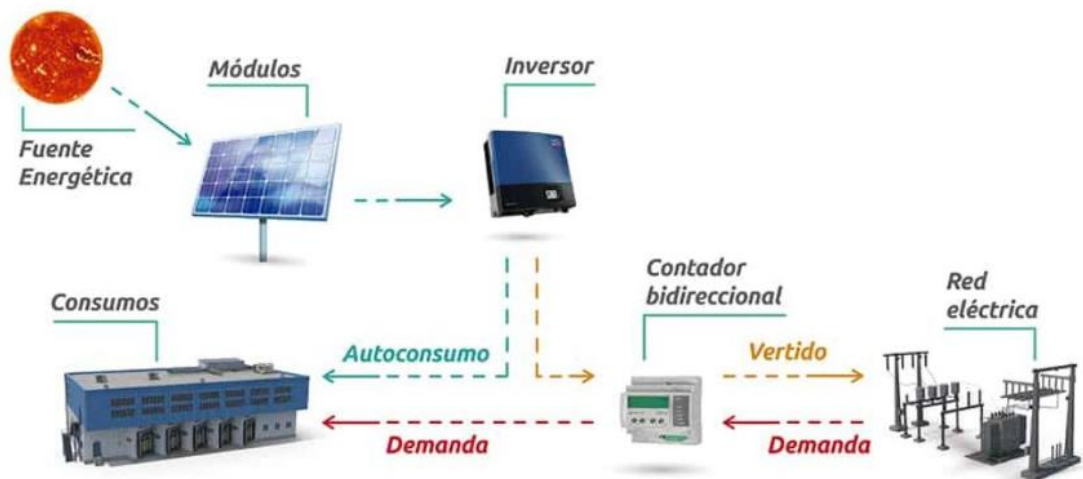 Módulos
Inversor
Fuente
Energética
Contador
bidireccional
Red
eléctrica
Consumos
Autoconsumo
Vertido
Demanda
Demanda